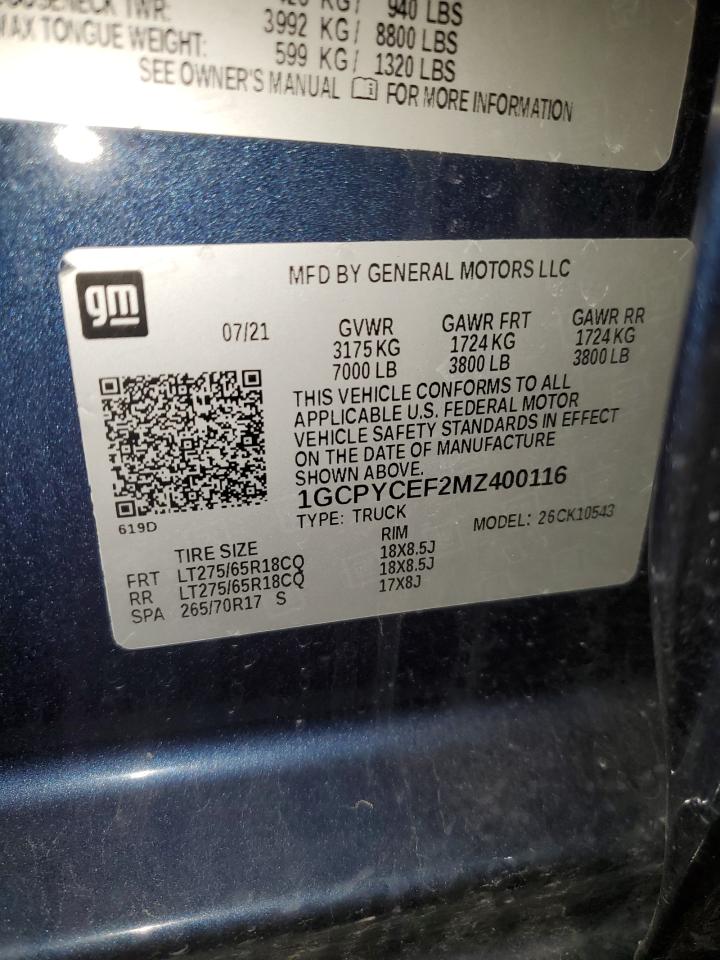 TWR: 940 LBS
MAX TONGUE WEIGHT: 3992 KG/ 8800 LBS
599 KG/ 1320 LBS
SEE OWNER'S MANUAL FOR MORE INFORMATION
gm
MFD BY GENERAL MOTORS LLC
07/21
GVWR GAWR FRT GAWR RR
3175 KG 1724 KG 1724 KG
7000 LB 3800 LB 3800 LB
THIS VEHICLE CONFORMS TO ALL
APPLICABLE U.S. FEDERAL MOTOR
VEHICLE SAFETY STANDARDS IN EFFECT
ON THE DATE OF MANUFACTURE
SHOWN ABOVE.
1GCPYCEF2MZ400116
619D
TYPE: TRUCK MODEL: 26CK10543
TIRE SIZE RIM
FRT LT275/65R18CQ 18X8.5J
RR LT275/65R18CQ 18X8.5J
SPA 265/70R17 S 17X8J